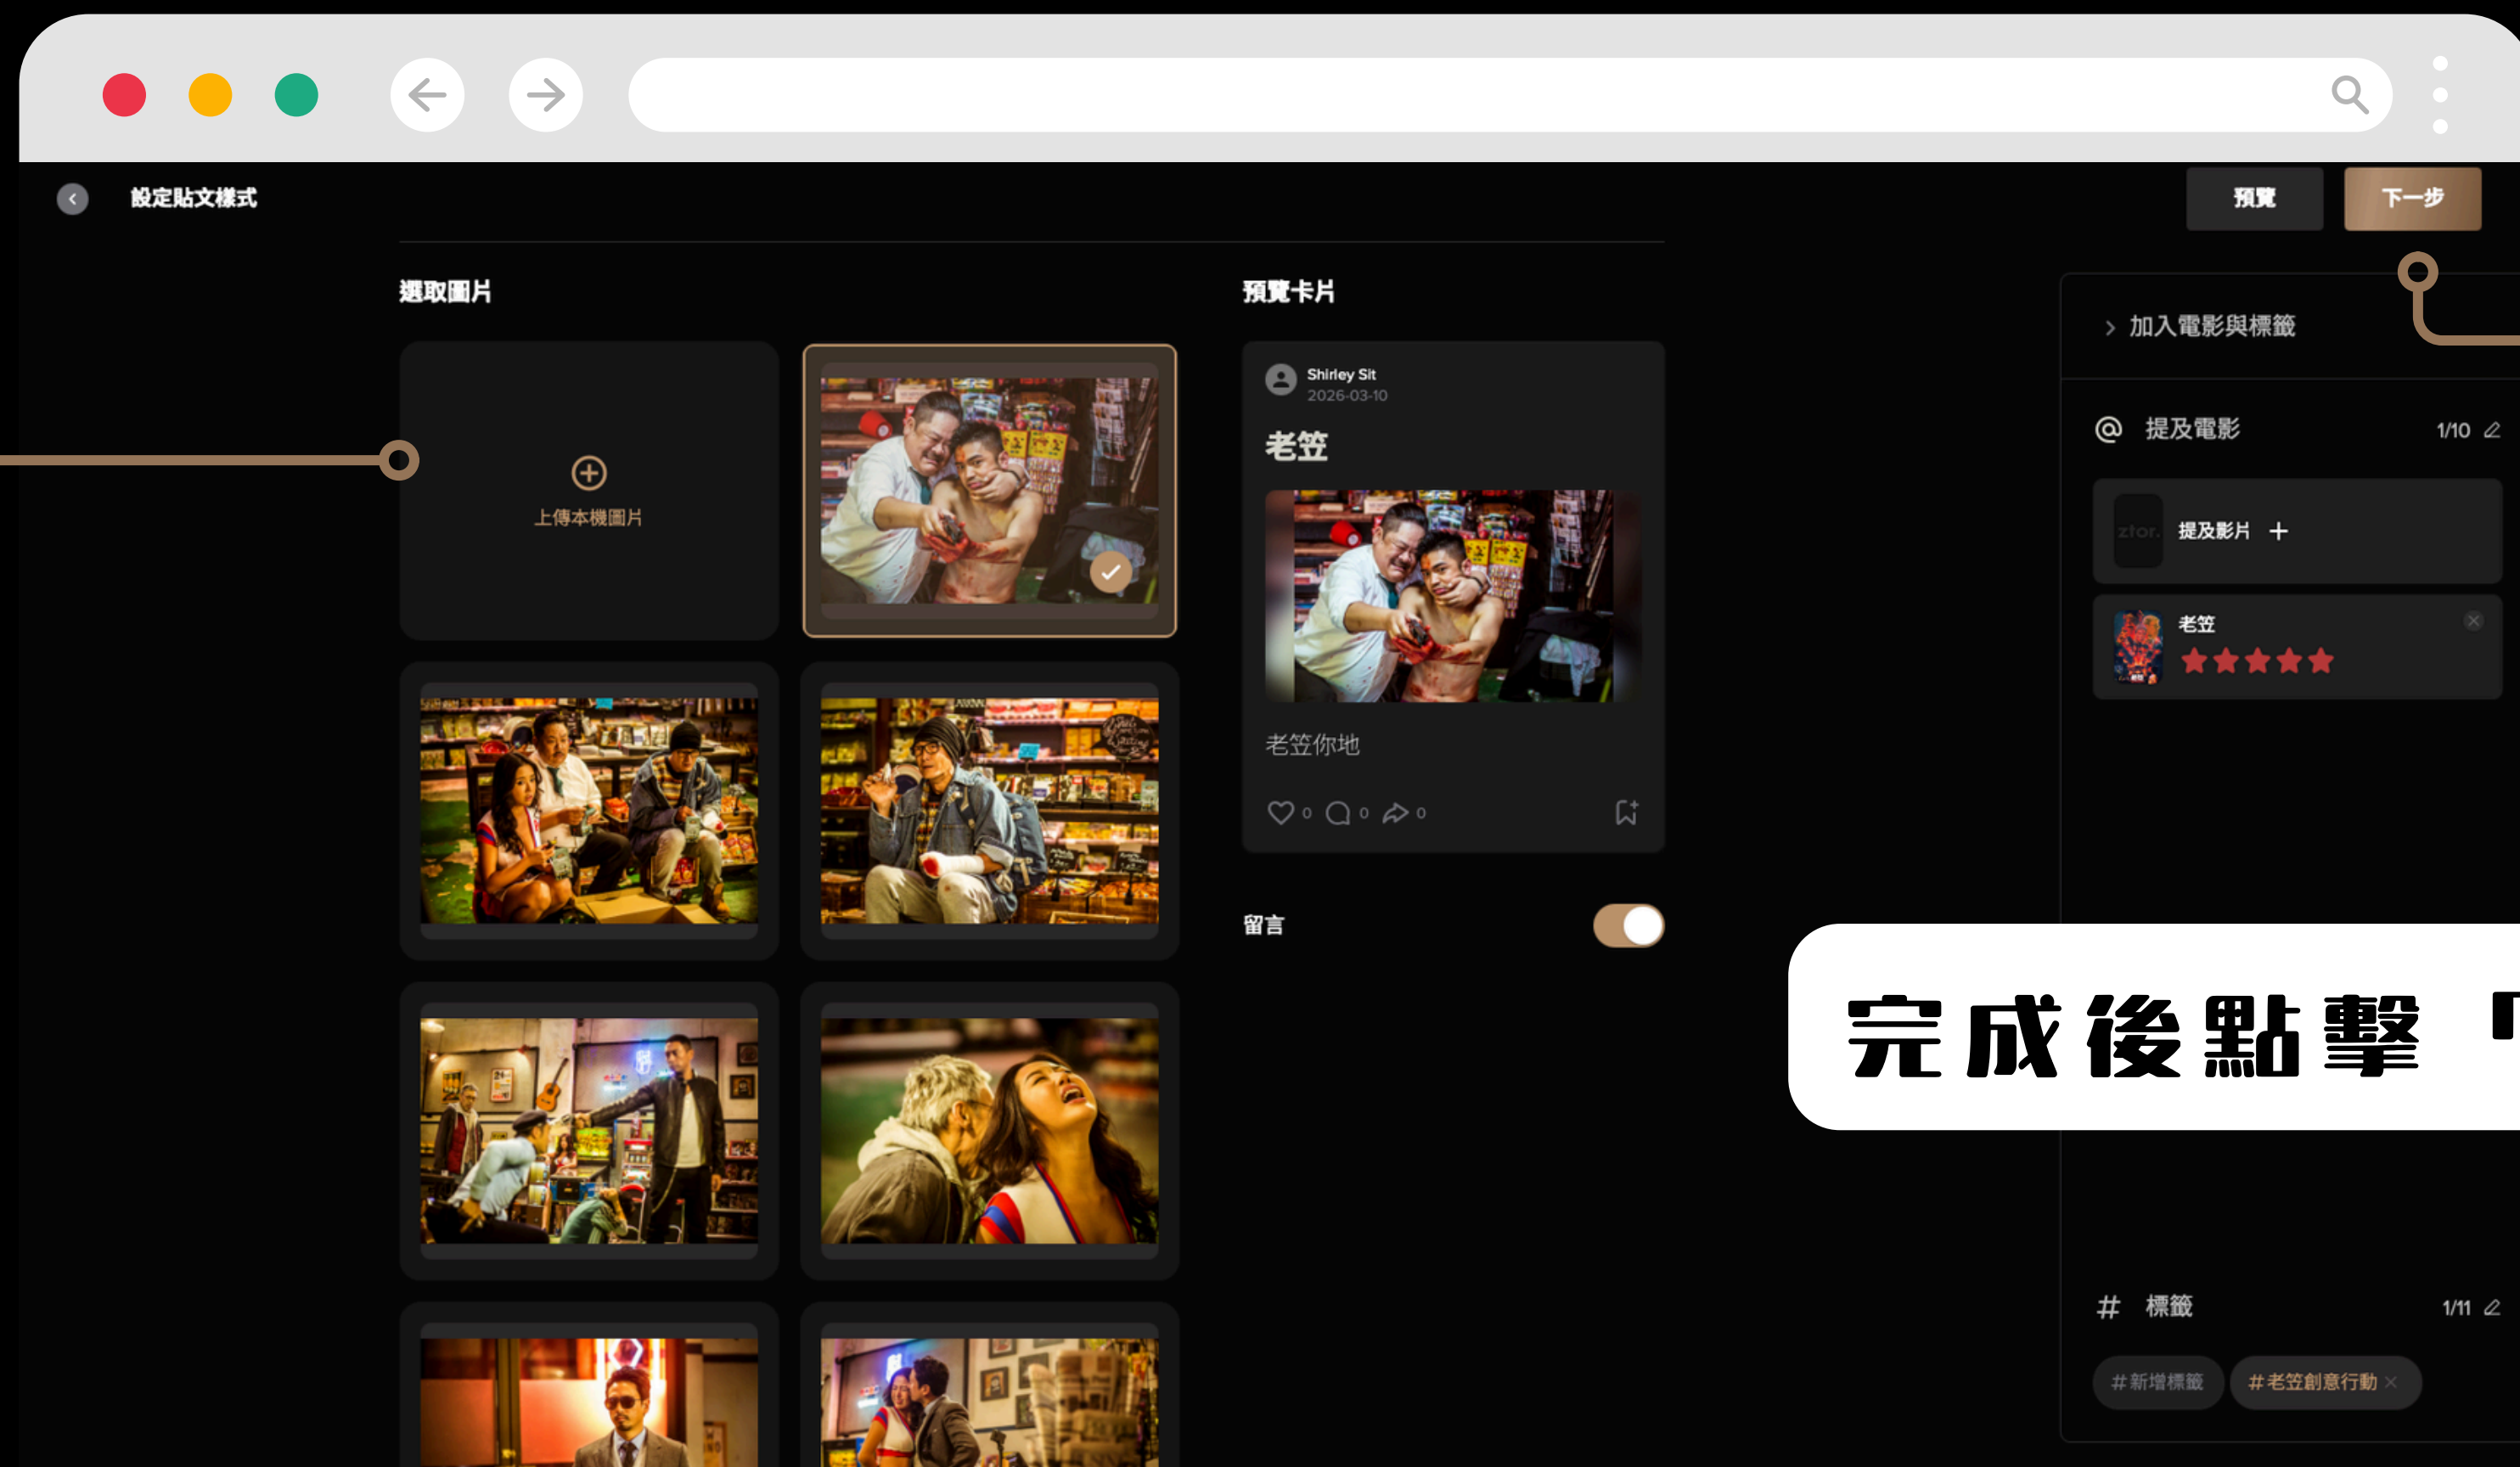 設定貼文樣式
預覽
下一步
選取圖片
預覽卡片
上傳本機圖片
Shirley Sit
2026-03-10
老笠
老笠你地
0 0 0
留言
加入電影與標籤
@ 提及電影 1/10
ztor.
提及影片 +
老笠
完成後點擊「
# 標籤 1/11
#新增標籤
#老笠創意行動